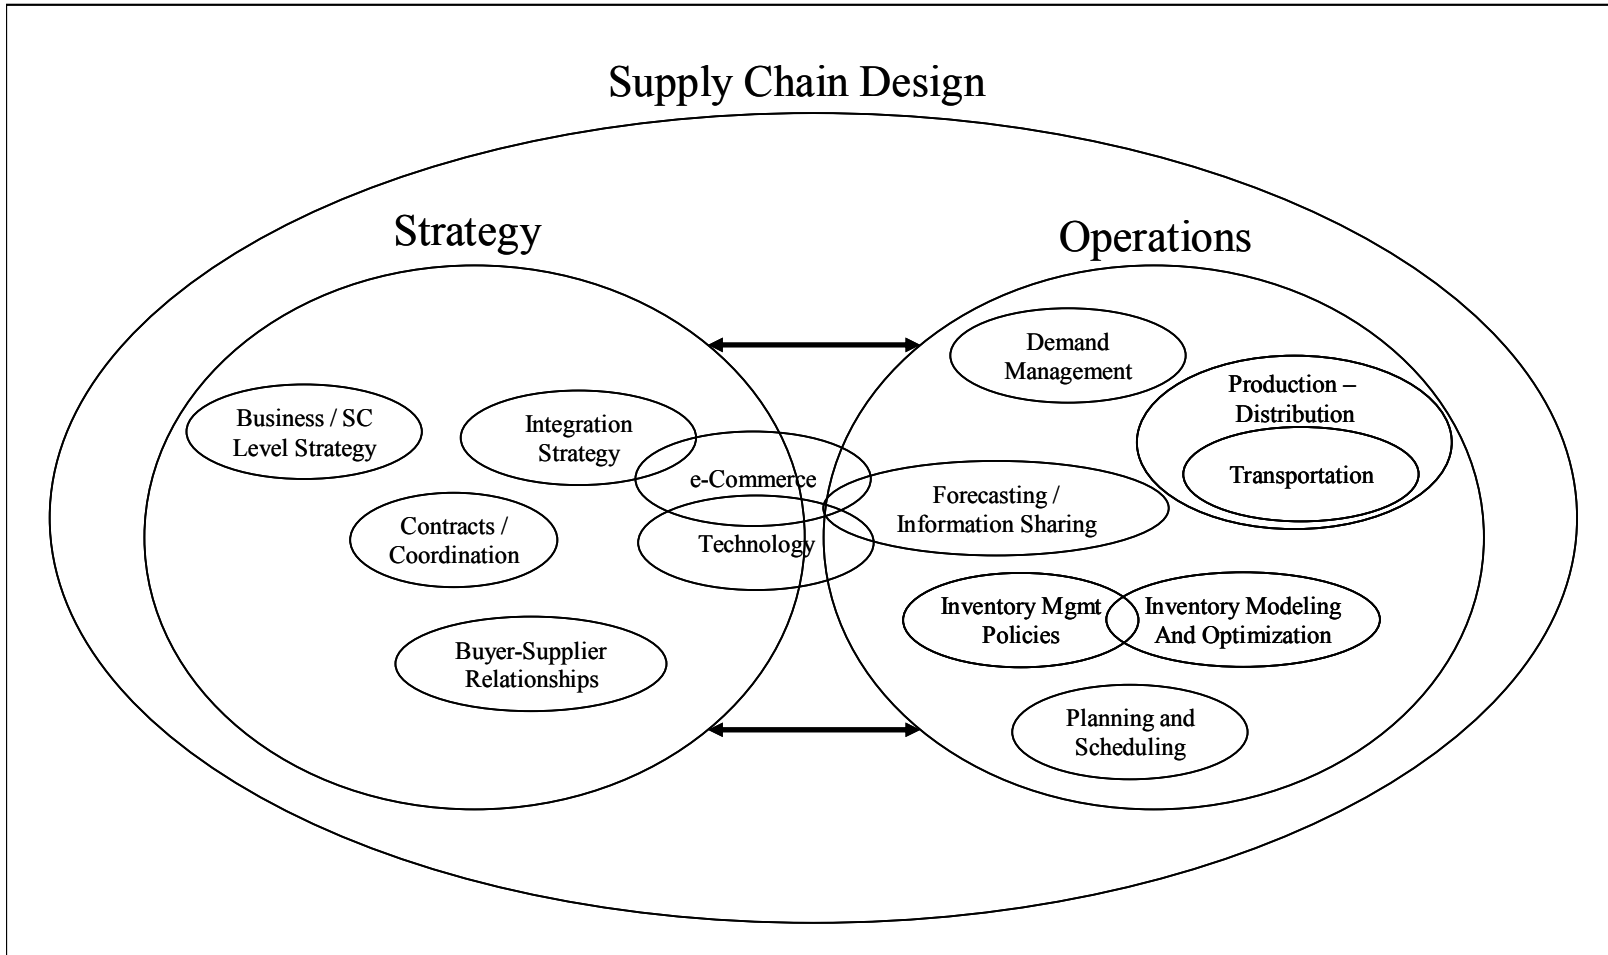 Supply Chain Design
Strategy
Operations
Business / SC
Level Strategy
Integration
Strategy
Contracts /
Coordination
Buyer-Supplier
Relationships
e-Commerce
Technology
Demand
Management
Production –
Distribution
Transportation
Forecasting /
Information Sharing
Inventory Mgmt
Policies
Inventory Modeling
And Optimization
Planning and
Scheduling